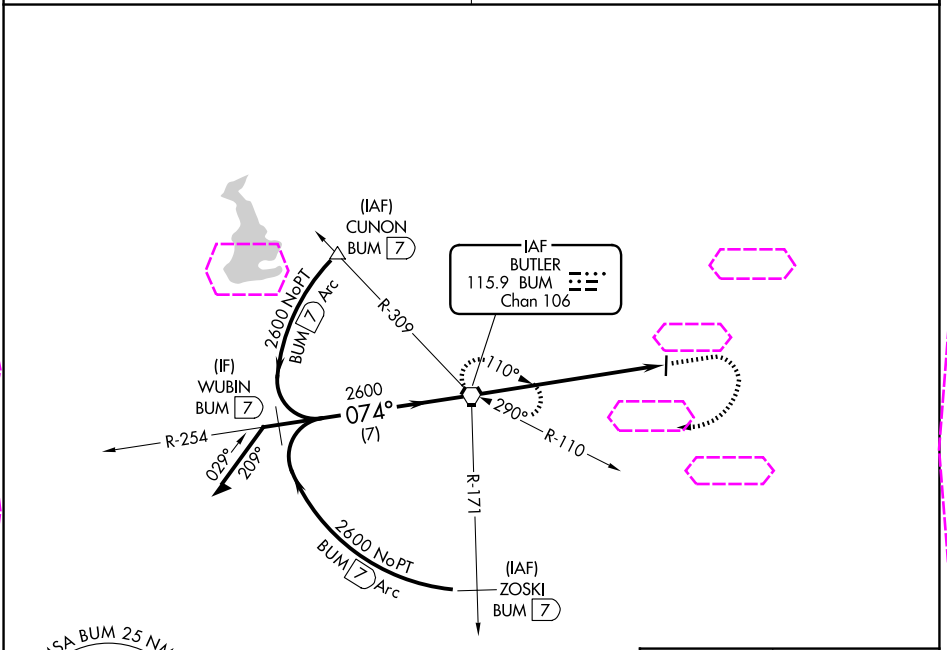 (IAF)
CUNON
BUM 7
IAF
BUTLER
115.9 BUM
Chan 106
2600 NoPT
BUM 7 Arc
R-309
110°
(IF)
WUBIN
BUM 7
2600
074°
(7)
290°
R-110
R-254
029°
209°
R-171
2600 NoPT
BUM 7 Arc
(IAF)
ZOSKI
BUM 7
SA BUM 25 NM